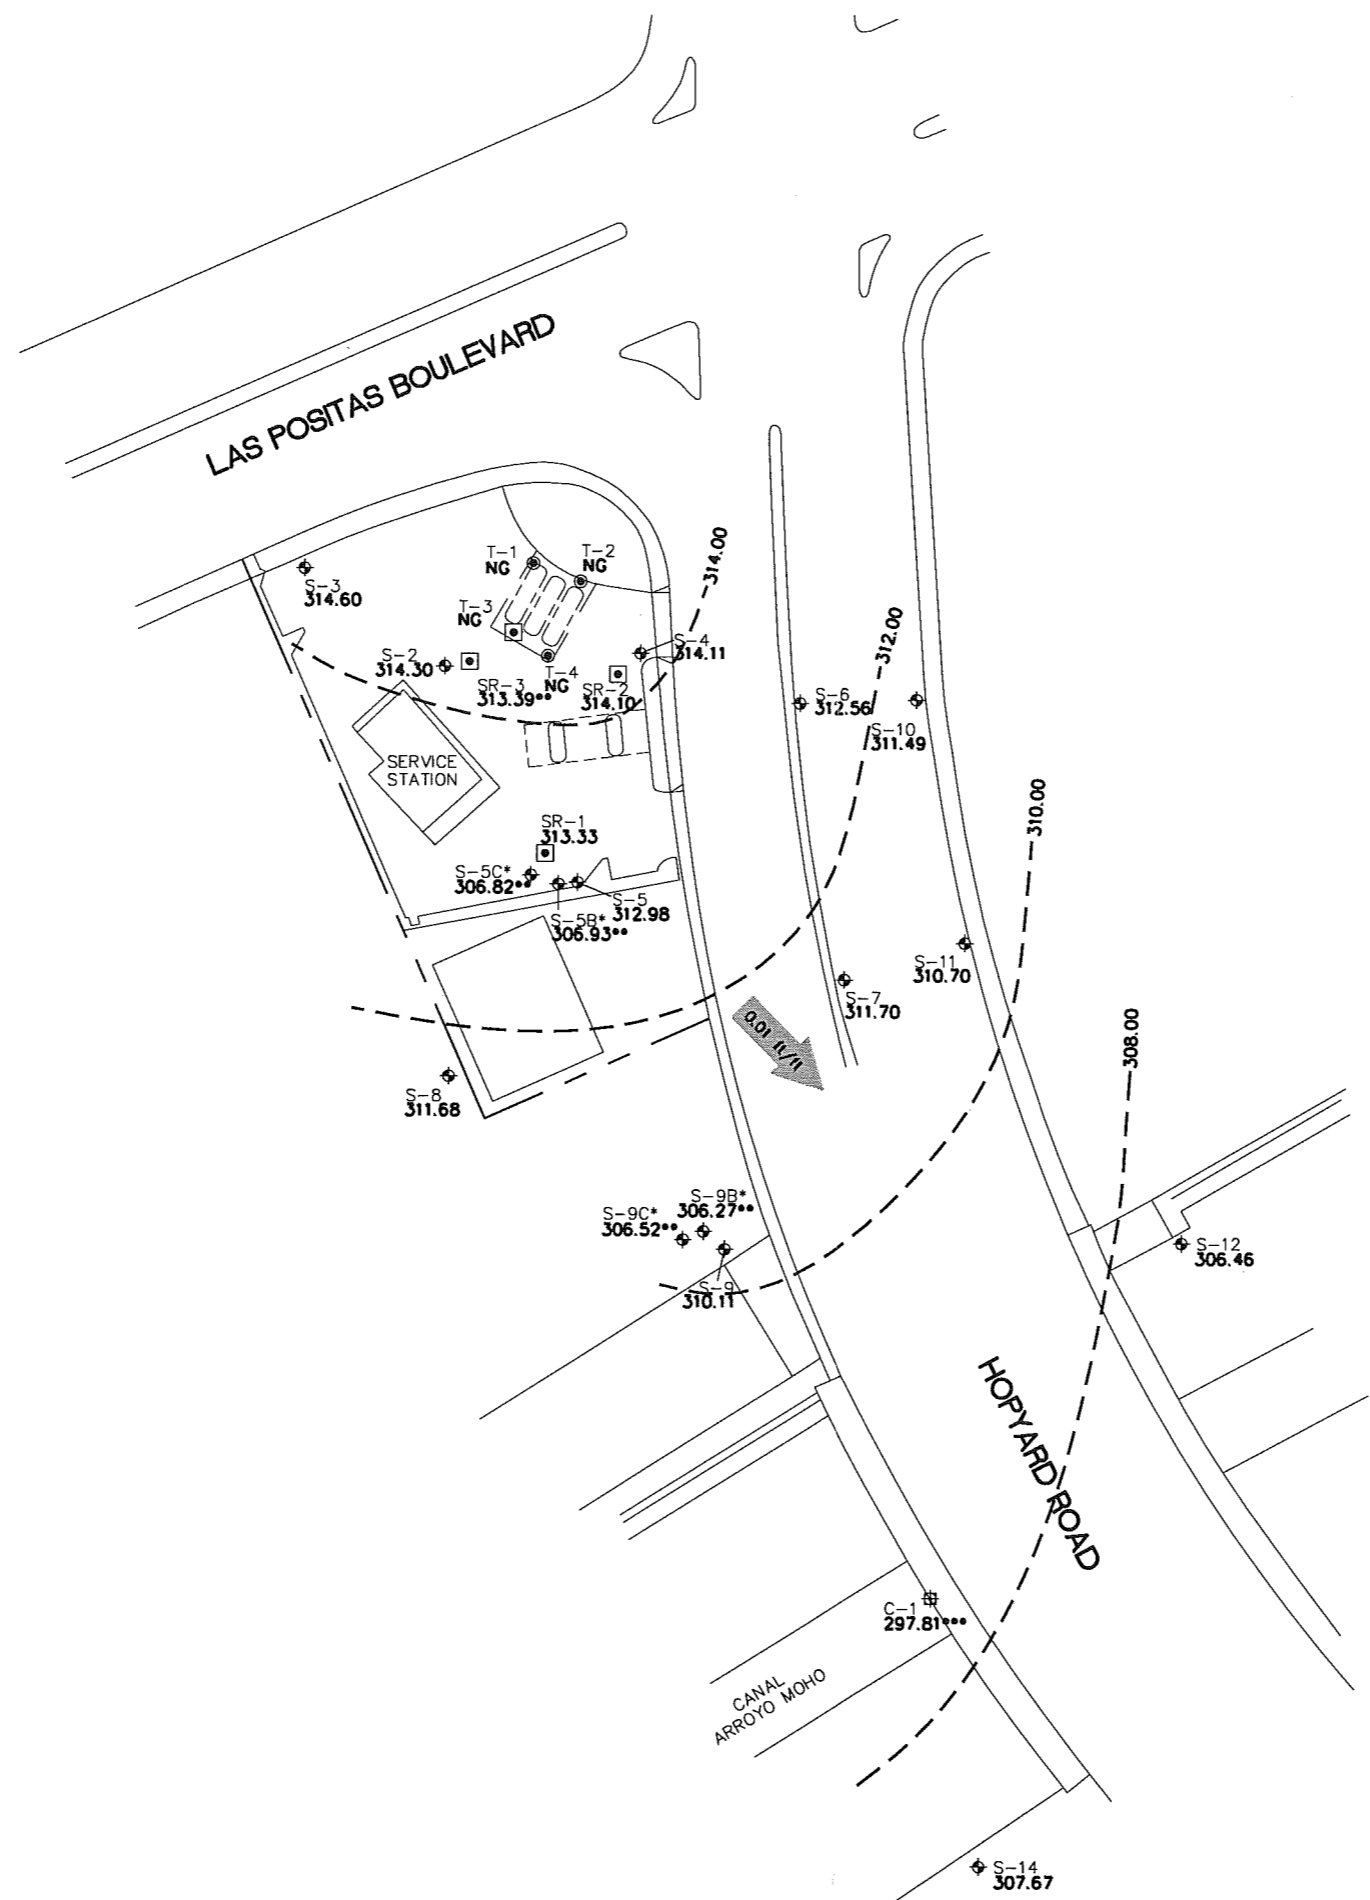 LAS POSITAS BOULEVARD
S-3
314.60
T-1
NG
T-2
NG
314.00
T-3
NG
S-2
314.30
SR-3
313.39••
T-4
NG
SR-2
314.10
S-4
314.11
312.00
S-6
312.56
S-10
311.49
SERVICE
STATION
310.00
SR-1
313.33
S-5C*
306.82••
S-5B*
306.93••
S-5
312.98
S-11
310.70
S-7
311.70
0.01 ft/ft
308.00
S-8
311.68
S-9C*
306.52••
S-9B*
306.27••
S-9
310.11
S-12
306.46
HOPYARD ROAD
C-1
297.81•••
CANAL
ARROYO MOHO
S-14
307.67